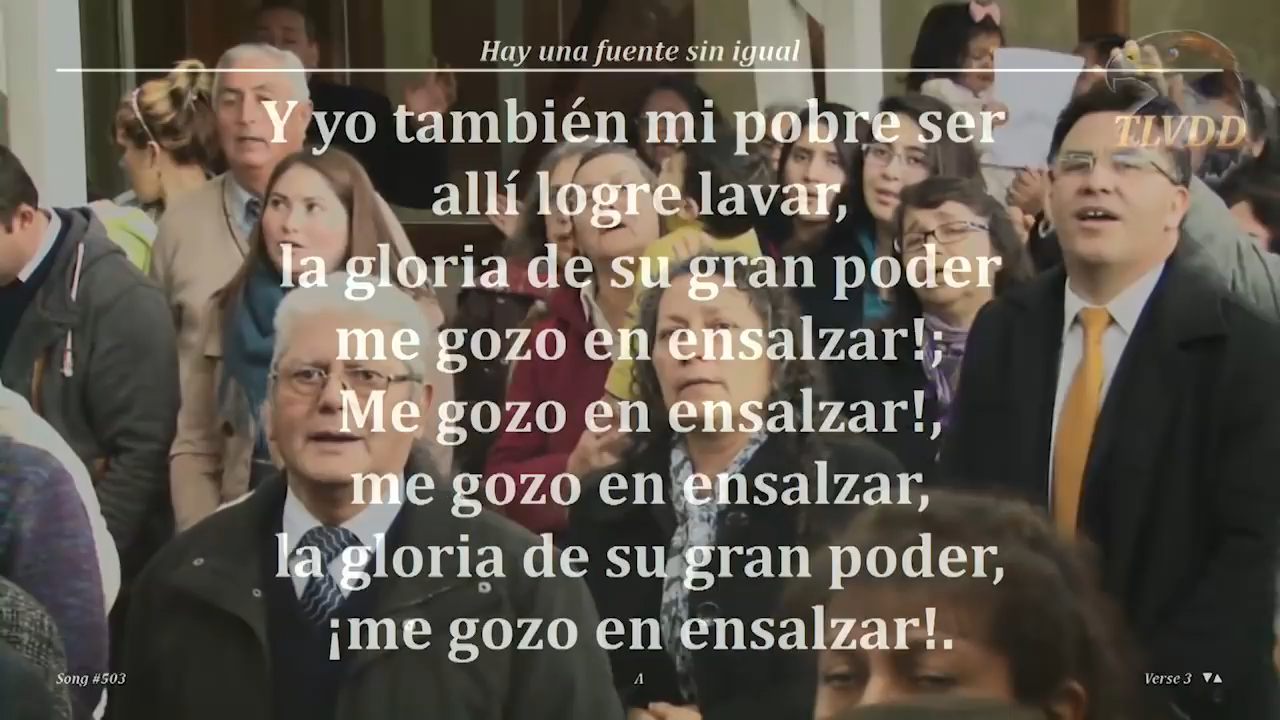 Hay una fuente sin igual
TLVDD
Y yo también mi pobre ser
allí logre lavar,
la gloria de su gran poder
me gozo en ensalzar!;
Me gozo en ensalzar!,
me gozo en ensalzar,
la gloria de su gran poder,
¡me gozo en ensalzar!.
Song #503
Λ
Verse 3 ▼▲